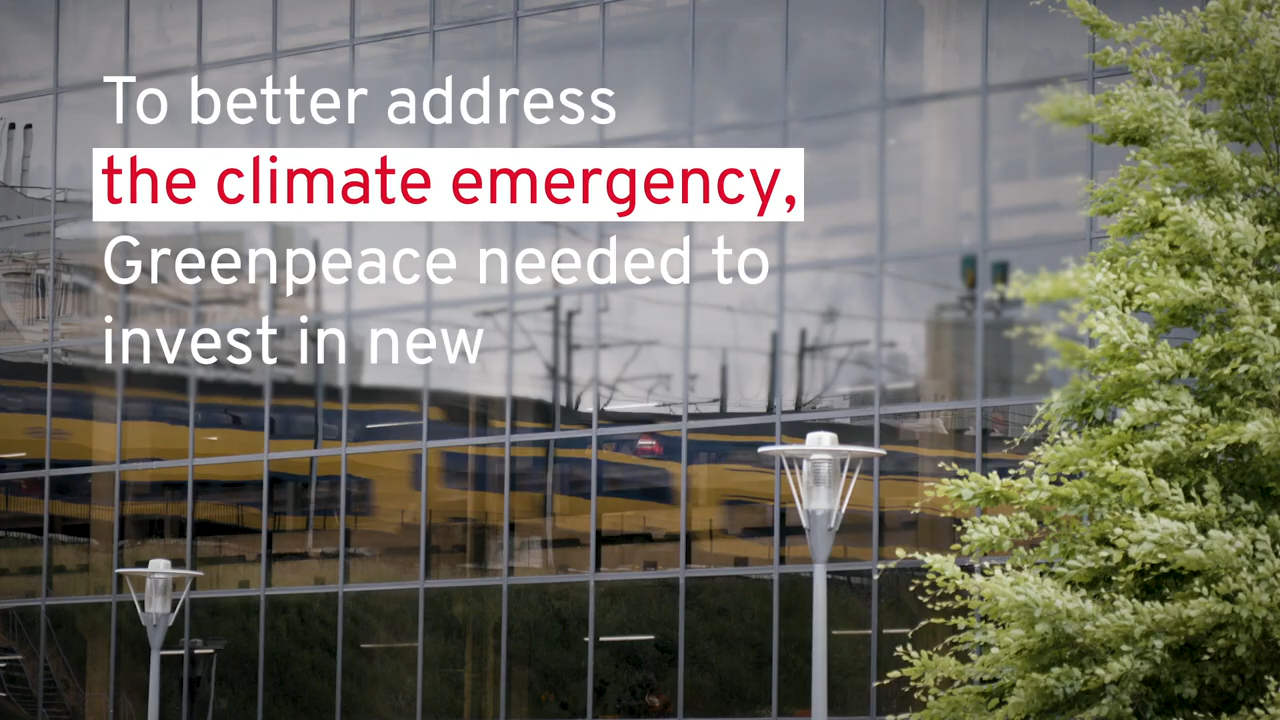 To better address
the climate emergency,
Greenpeace needed to
invest in new